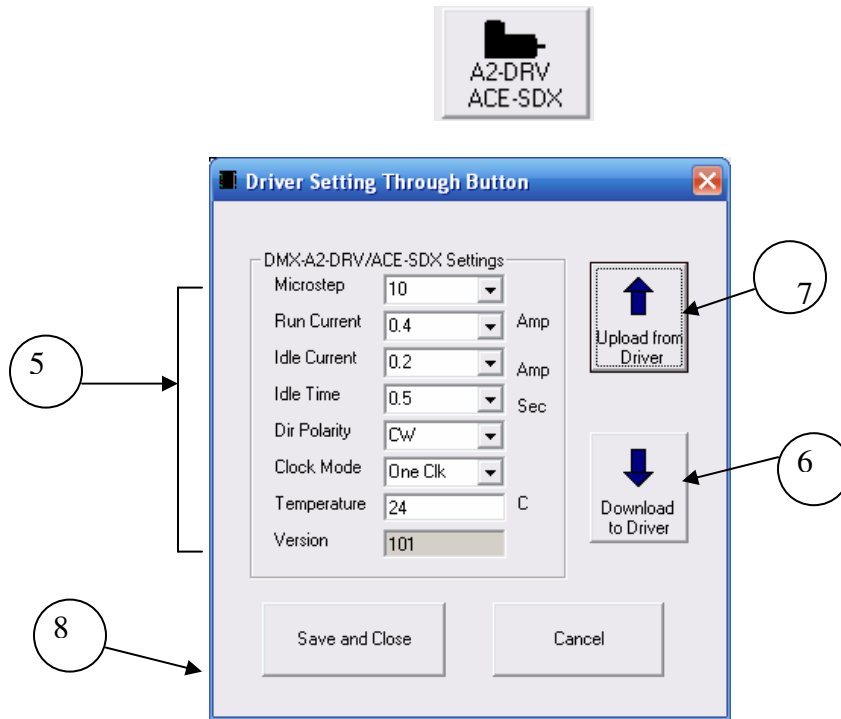 A2-DRV
ACE-SDX
Driver Setting Through Button
DMX-A2-DRV/ACE-SDX Settings
Microstep 10
Run Current 0.4 Amp
Idle Current 0.2 Amp
Idle Time 0.5 Sec
Dir Polarity CW
Clock Mode One Clk
Temperature 24 C
Version 101
Upload from
Driver
Download
to Driver
Save and Close Cancel
5
7
6
8